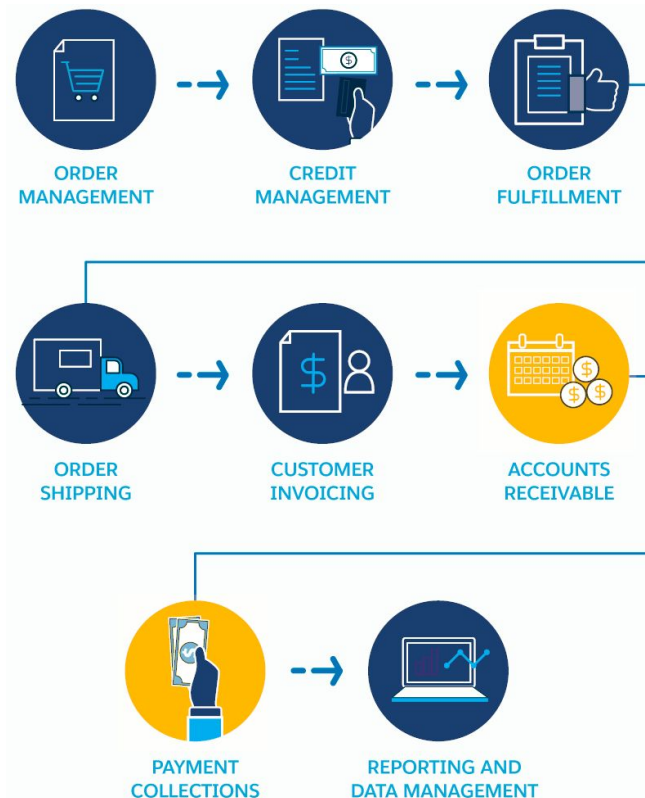 ORDER
MANAGEMENT
CREDIT
MANAGEMENT
ORDER
FULFILLMENT
ORDER
SHIPPING
CUSTOMER
INVOICING
ACCOUNTS
RECEIVABLE
PAYMENT
COLLECTIONS
REPORTING AND
DATA MANAGEMENT